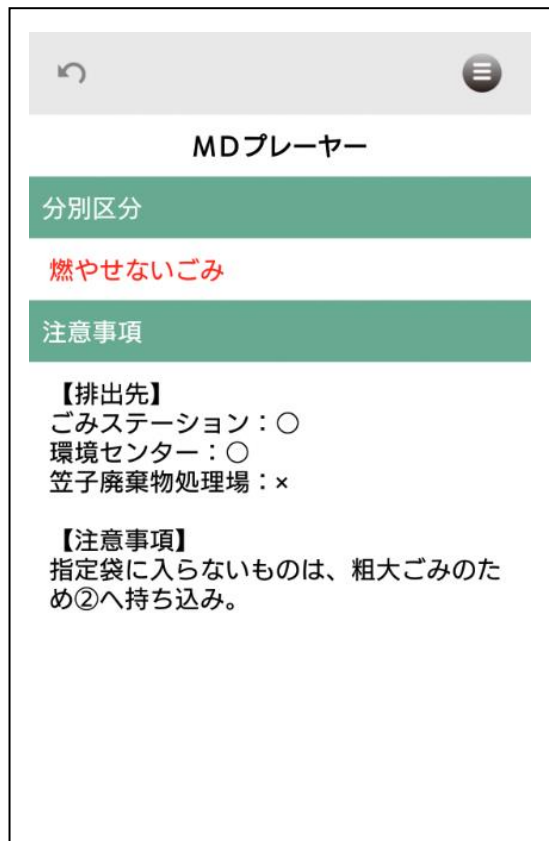 MDプレーヤー
分別区分
燃やせないごみ
注意事項
【排出先】
ごみステーション：○
環境センター：○
笠子廃棄物処理場：×
【注意事項】
指定袋に入らないものは、粗大ごみのた
め②へ持ち込み。